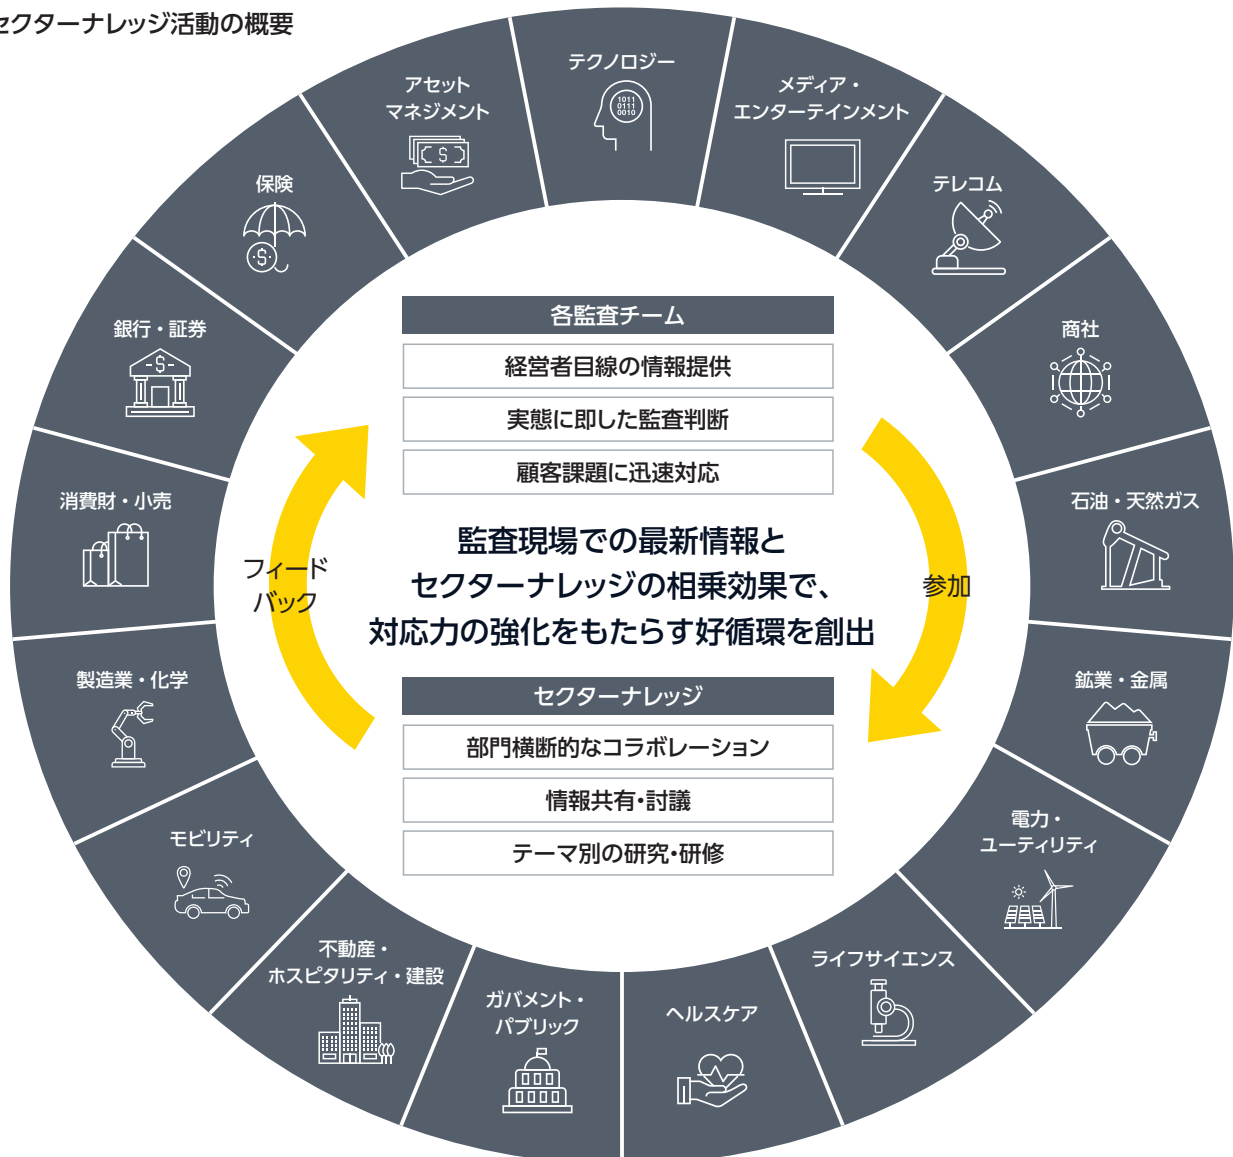 セクターナレッジ活動の概要
テクノロジー
1011
0111
0010
メディア・
エンターテインメント
テレコム
商社
石油・天然ガス
鉱業・金属
電力・
ユーティリティ
ライフサイエンス
ヘルスケア
ガバメント・
パブリック
不動産・
ホスピタリティ・建設
モビリティ
製造業・化学
消費財・小売
銀行・証券
$
保険
$
アセット
マネジメント
$
各監査チーム
経営者目線の情報提供
実態に即した監査判断
顧客課題に迅速対応
監査現場での最新情報と
セクターナレッジの相乗効果で、
対応力の強化をもたらす好循環を創出
フィード
バック
参加
セクターナレッジ
部門横断的なコラボレーション
情報共有・討議
テーマ別の研究・研修